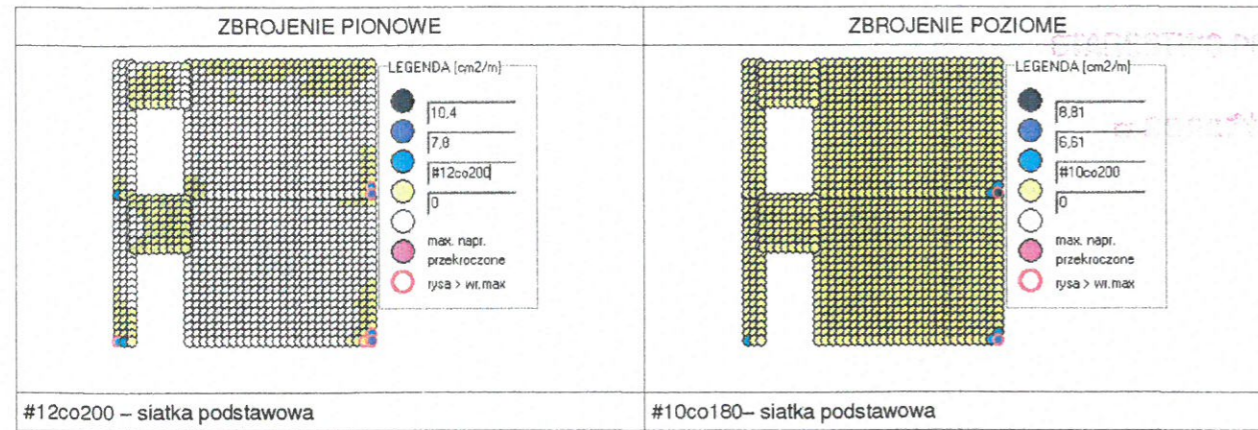 ZBROJENIE PIONOWE
LEGENDA [cm2/m]
10,4
7,8
#12co200
0
max. napr.
przekroczone
rysa > wr.max
#12co200 – siatka podstawowa
ZBROJENIE POZIOME
LEGENDA [cm2/m]
8,81
6,61
#10co200
0
max. napr.
przekroczone
rysa > wr.max
#10co180– siatka podstawowa